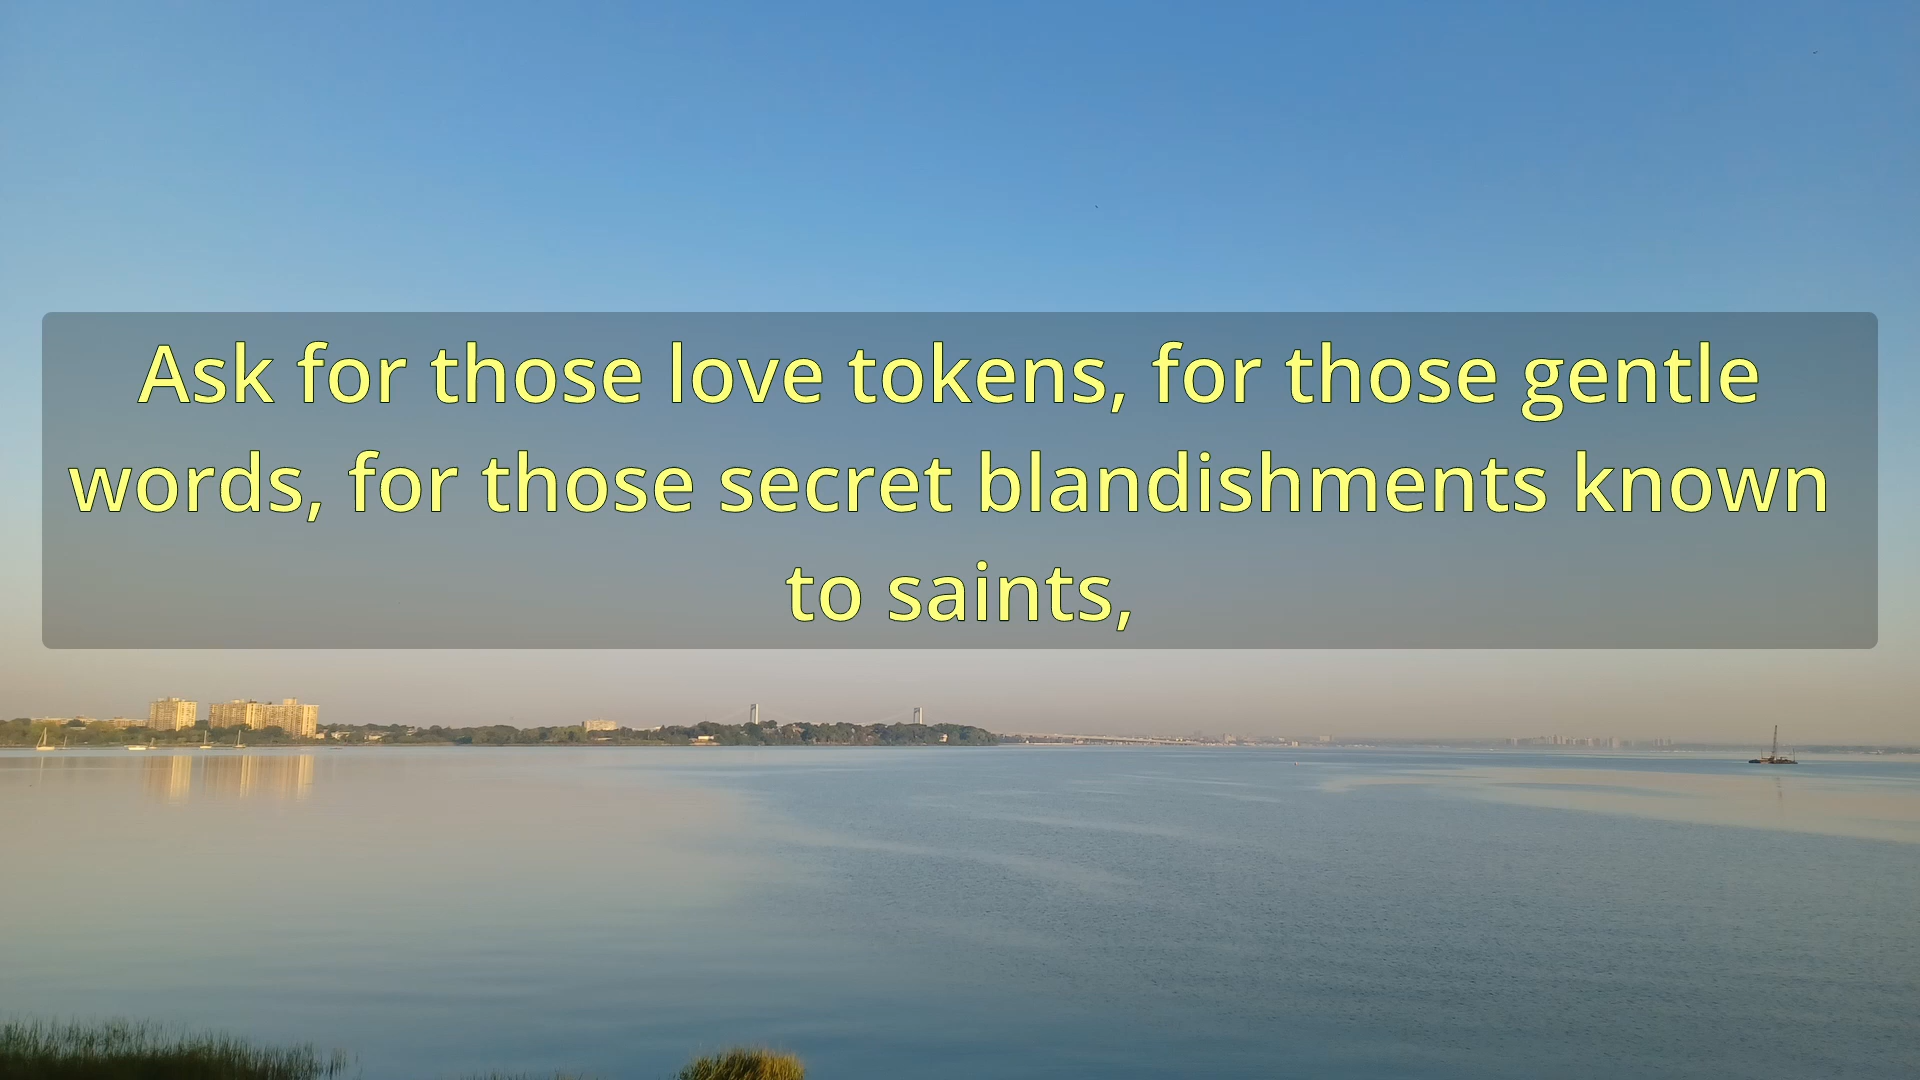 Ask for those love tokens, for those gentle
words, for those secret blandishments known
to saints,